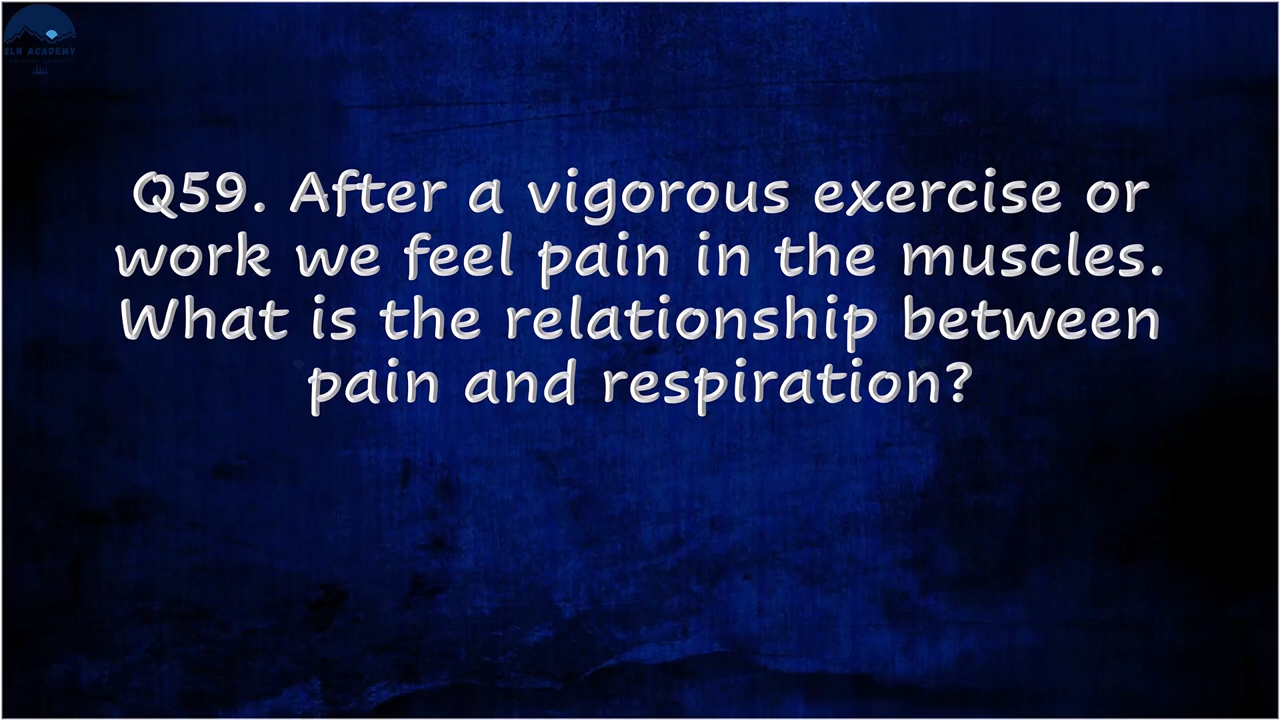 SLN ACADEMY
Q59. After a vigorous exercise or
work we feel pain in the muscles.
What is the relationship between
pain and respiration?